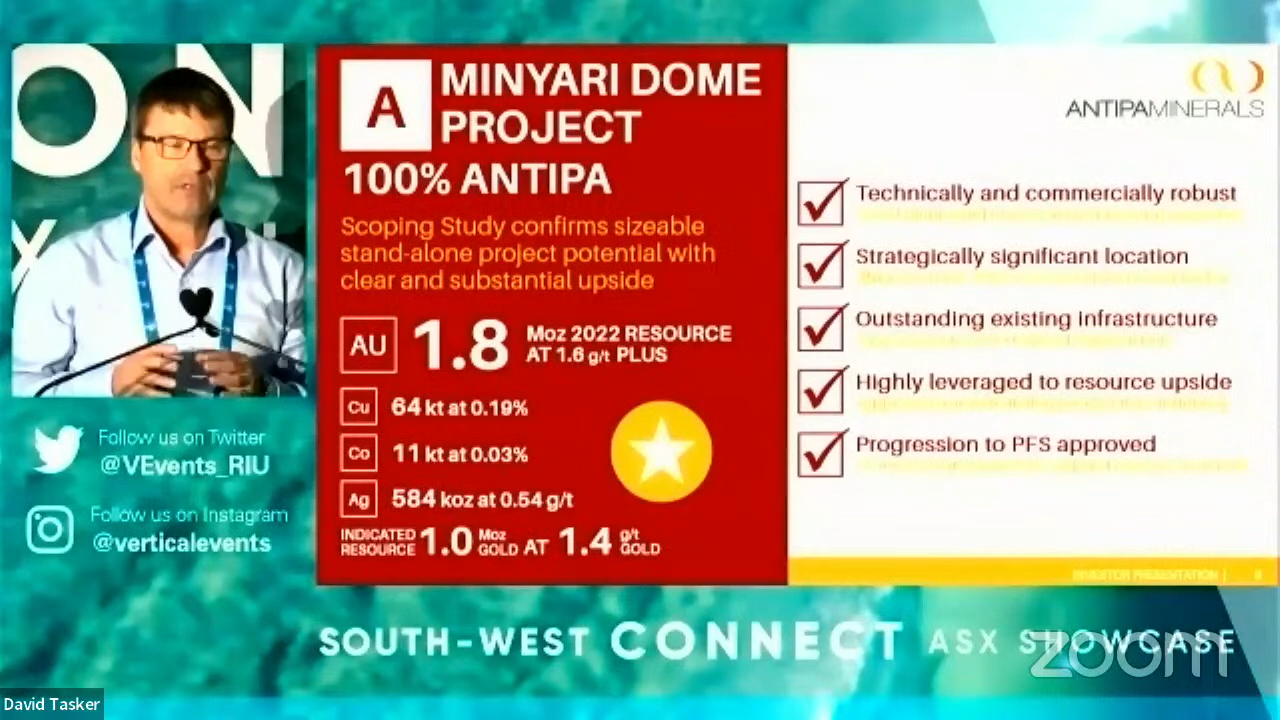 ON
X
A
MINYARI DOME
PROJECT
100% ANTIPA
Scoping Study confirms sizeable
stand-alone project potential with
clear and substantial upside
AU 1.8 Moz 2022 RESOURCE
AT 1.6 g/t PLUS
Cu 64 kt at 0.19%
Co 11 kt at 0.03%
Ag 584 koz at 0.54 g/t
INDICATED RESOURCE 1.0 Moz GOLD AT 1.4 g/t GOLD
ANTIPAMINERALS
Technically and commercially robust
Strategically significant location
Outstanding existing infrastructure
Highly leveraged to resource upside
Progression to PFS approved
INVESTOR PRESENTATION |
Follow us on Twitter
@VEvents_RIU
Follow us on Instagram
@verticalevents
SOUTH-WEST CONNECT ASX SHOWCASE
zoom
David Tasker